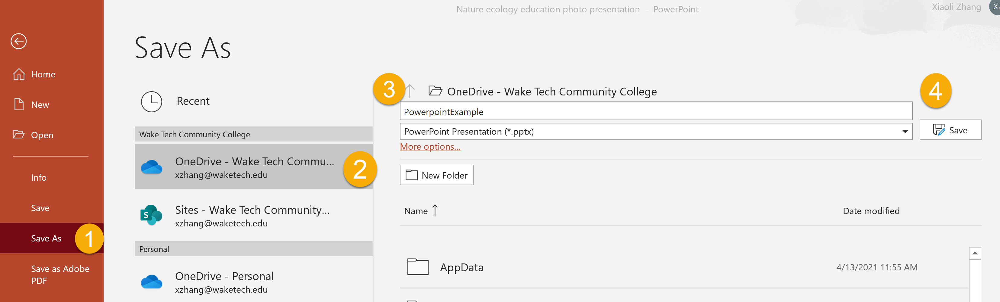 Nature ecology education photo presentation - PowerPoint
Xiaoli Zhang
XZ
Save As
Home
New
Open
Info
Save
Save As
1
Save as Adobe
PDF
Recent
Wake Tech Community College
OneDrive - Wake Tech Commu...
xzhang@waketech.edu
2
S
Sites - Wake Tech Community...
xzhang@waketech.edu
Personal
OneDrive - Personal
xzhang@waketech.edu
3
OneDrive - Wake Tech Community College
4
PowerpointExample
PowerPoint Presentation (*.pptx)
Save
More options...
New Folder
Name
Date modified
AppData
4/13/2021 11:55 AM